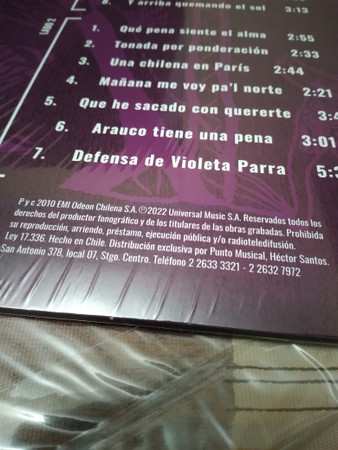 8. Y arriba quemando el sol 3:13
LADO 2
1. Qué pena siente el alma 2:55
2. Tonada por ponderación 2:33
3. Una chilena en París 2:44
4. Mañana me voy pa'l norte 2:21
5. Que he sacado con quererte
6. Arauco tiene una pena 3:01
7. Defensa de Violeta Parra
P y c 2010 EMI Odeon Chilena S.A. ℗2022 Universal Music S.A. Reservados todos los
derechos del productor fonográfico y de los titulares de las obras grabadas. Prohibida
su reproducción, arriendo, préstamo, ejecución pública y/o radioteledifusión.
Ley 17.336. Hecho en Chile. Distribución exclusiva por Punto Musical, Héctor Santos.
San Antonio 378, local 07, Stgo. Centro. Teléfono 2 2633 3321 - 2 2632 7972